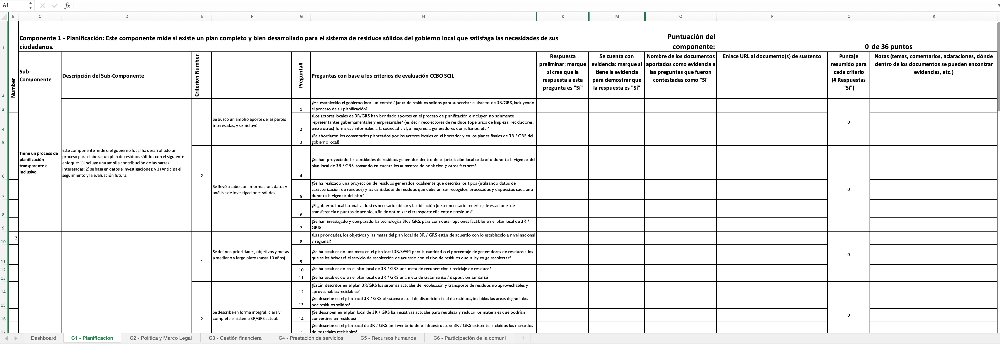 A1
fx
B C D E F G H K M O P Q R
1
Componente 1 - Planificación: Este componente mide si existe un plan completo y bien desarrollado para el sistema de residuos sólidos del gobierno local que satisfaga las necesidades de sus
ciudadanos.
Puntuación del
componente:
0 de 36 puntos
2
Number
Sub-
Componente
Descripción del Sub-Componente
Criterion Number
Pregunta#
Preguntas con base a los criterios de evaluación CCBO SCIL
Respuesta
preliminar: marque
si cree que la
respuesta a esta
pregunta es "Sí"
Se cuenta con
evidencia: marque si
tiene la evidencia
para demostrar que
la respuesta es "Sí"
Nombre de los documentos
aportados como evidencia a
las preguntas que fueron
contestadas como "Sí"
Enlace URL al documento(s) de sustento
Puntaje
resumido para
cada criterio
(# Respuestas
"Sí")
Notas (temas, comentarios, aclaraciones, dónde
dentro de los documentos se pueden encontrar
evidencias, etc.)
Tiene un proceso de
planificación
transparente e
inclusivo
Este componente mide si el gobierno local ha desarrollado un
proceso para elaborar un plan de residuos sólidos con el siguiente
enfoque: 1) Incluye una amplia contribución de las partes
interesadas; 2) se basa en datos e investigaciones; y 3) Anticipa el
seguimiento y la evaluación futura.
Se buscó un amplio aporte de las partes
interesadas, y se incluyó
3
1
¿Ha establecido el gobierno local un comité / junta de residuos sólidos para supervisar el sistema de 3R/GRS, incluyendo
el proceso de su planificación?
4
2
¿Los actores locales de 3R/GRS han brindado aportes en el proceso de planificación e incluyen no solamente
representantes gubernamentales y empresariales? (es decir recolectores de residuos (operarios de limpieza, recicladores,
entre otros) formales / informales, a la sociedad civil, a mujeres, a generadores domiciliarios, etc.?
0
5
3
¿Se abordaron los comentarios planteados por los actores locales en el borrador y en los planes finales de 3R / GRS del
gobierno local?
2
Se llevó a cabo con información, datos y
análisis de investigaciones sólidas.
6
4
¿Se han proyectado las cantidades de residuos generados dentro de la jurisdicción local cada año durante la vigencia del
plan local de 3R / GRS, tomando en cuenta los aumentos de población y otros factores?
7
5
¿Se ha realizado una proyección de residuos generados localmente que describa los tipos (utilizando datos de
caracterización de residuos) y las cantidades de residuos que deberán ser recogidos, procesados y dispuestos cada año
durante la vigencia del plan?
0
8
6
¿El gobierno local ha analizado si es necesario ubicar y la ubicación (de ser necesario tenerlas) de estaciones de
transferencia o puntos de acopio, a fin de optimizar el transporte eficiente de residuos?
9
7
¿Se han investigado y comparado las tecnologías 3R / GRS, para considerar opciones factibles en el plan local de 3R /
GRS?
10
2
1
Se definen prioridades, objetivos y metas
a mediano y largo plazo (hasta 10 años)
8
¿Las prioridades, los objetivos y las metas del plan local de 3R / GRS están de acuerdo con lo establecido a nivel nacional
y regional?
11
9
¿Se ha establecido una meta en el plan local 3R/SWM para la cantidad o el porcentaje de generadores de residuos a los
que se les brindará el servicio de recolección de acuerdo con el tipo de residuos que la ley exige recolectar?
0
12
10
¿Se ha establecido en el plan local de 3R / GRS una meta de recuperación / reciclaje de residuos?
13
11
¿Se ha establecido en el plan local de 3R / GRS una meta de tratamiento / disposición sanitaria?
2
Se describe en forma integral, clara y
completa el sistema 3R/GRS actual.
14
12
¿Están descritos en el plan 3R/GRS los sistemas actuales de recolección y transporte de residuos no aprovechables y
aprovechables/reciclables?
15
13
¿Se describe en el plan local 3R / GRS el sistema actual de disposición final de residuos, incluidas las áreas degradadas
por residuos sólidos?
16
14
¿Se describen en el plan local de 3R / GRS las iniciativas actuales para reutilizar y reducir los materiales que podrían
convertirse en residuos?
0
17
15
¿Se describe en el plan local de 3R / GRS un inventario de la infraestructura 3R / GRS existente, incluidos los mercados
de materiales reciclables?
Dashboard
C1 - Planificacion
C2 - Política y Marco Legal
C3 - Gestión financiera
C4 - Prestación de servicios
C5 - Recursos humanos
C6 - Participación de la comuni
+